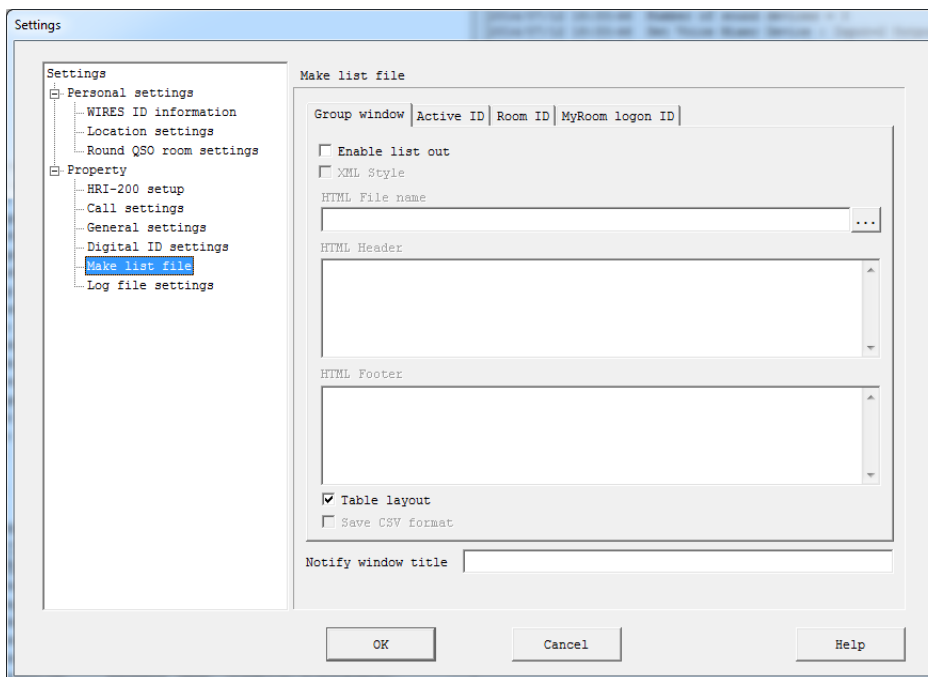 Settings
Settings
Personal settings
WIRES ID information
Location settings
Round QSO room settings
Property
HRI-200 setup
Call settings
General settings
Digital ID settings
Make list file
Log file settings
Make list file
Group window Active ID Room ID MyRoom logon ID
Enable list out
XML Style
HTML File name
...
HTML Header
HTML Footer
Table layout
Save CSV format
Notify window title
OK Cancel Help